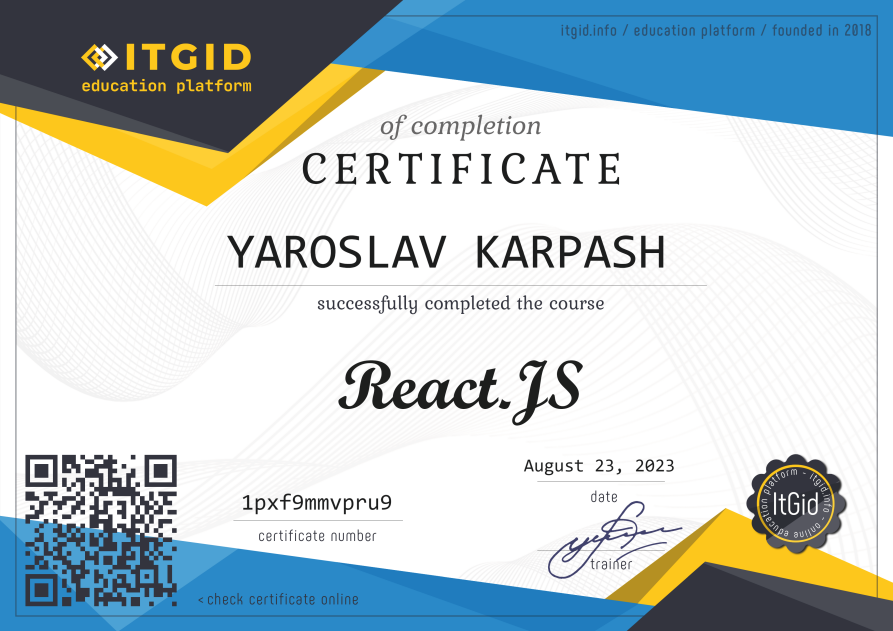 itgid.info / education platform / founded in 2018
ITGID
education platform
of completion
CERTIFICATE
YAROSLAV KARPASH
successfully completed the course
React.JS
August 23, 2023
date
1pxf9mmvpru9
certificate number
trainer
< check certificate online
education platform - itgid.info - online
ItGid